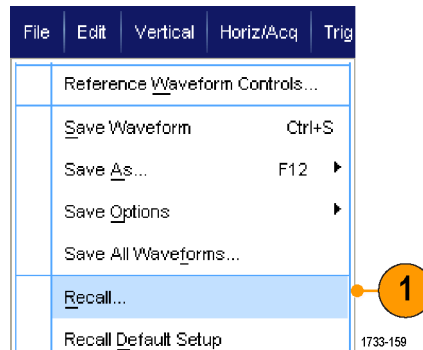 File Edit Vertical Horiz/Acq Trig
Reference Waveform Controls...
Save Waveform Ctrl+S
Save As... F12
Save Options
Save All Waveforms...
Recall... 1
Recall Default Setup
1733-159